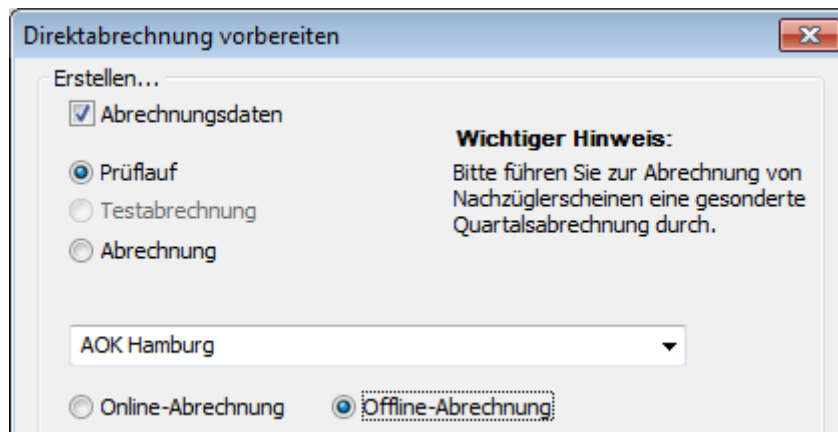 Direktabrechnung vorbereiten
Erstellen...
Abrechnungsdaten
Wichtiger Hinweis:
Bitte führen Sie zur Abrechnung von
Nachzüglerscheinen eine gesonderte
Quartalsabrechnung durch.
Prüflauf
Testabrechnung
Abrechnung
AOK Hamburg
Online-Abrechnung
Offline-Abrechnung